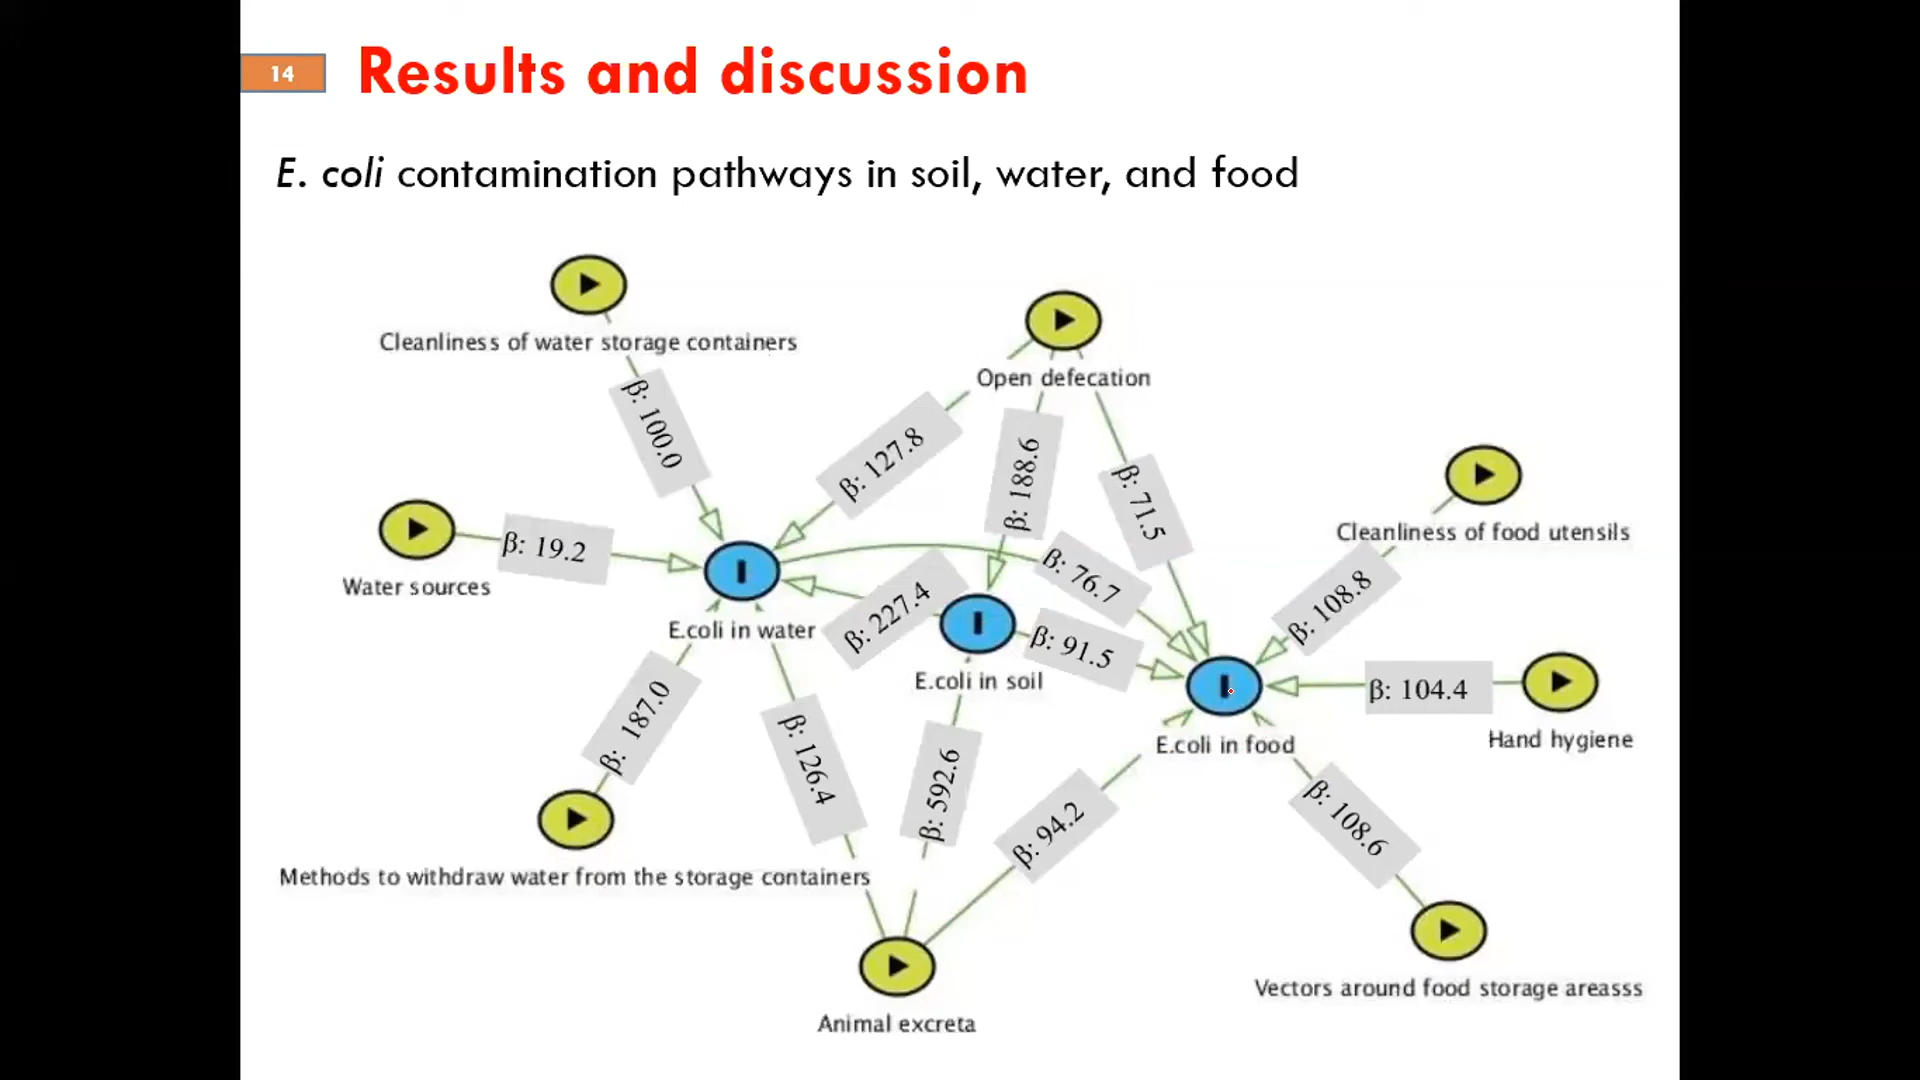 14
Results and discussion
E. coli contamination pathways in soil, water, and food
Cleanliness of water storage containers
Open defecation
β: 100.0
β: 127.8
β: 188.6
β: 71.5
Cleanliness of food utensils
Water sources
β: 19.2
β: 76.7
β: 108.8
E.coli in water
β: 227.4
β: 91.5
E.coli in soil
β: 104.4
E.coli in food
Hand hygiene
β: 187.0
β: 126.4
β: 592.6
β: 94.2
β: 108.6
Methods to withdraw water from the storage containers
Vectors around food storage areasss
Animal excreta